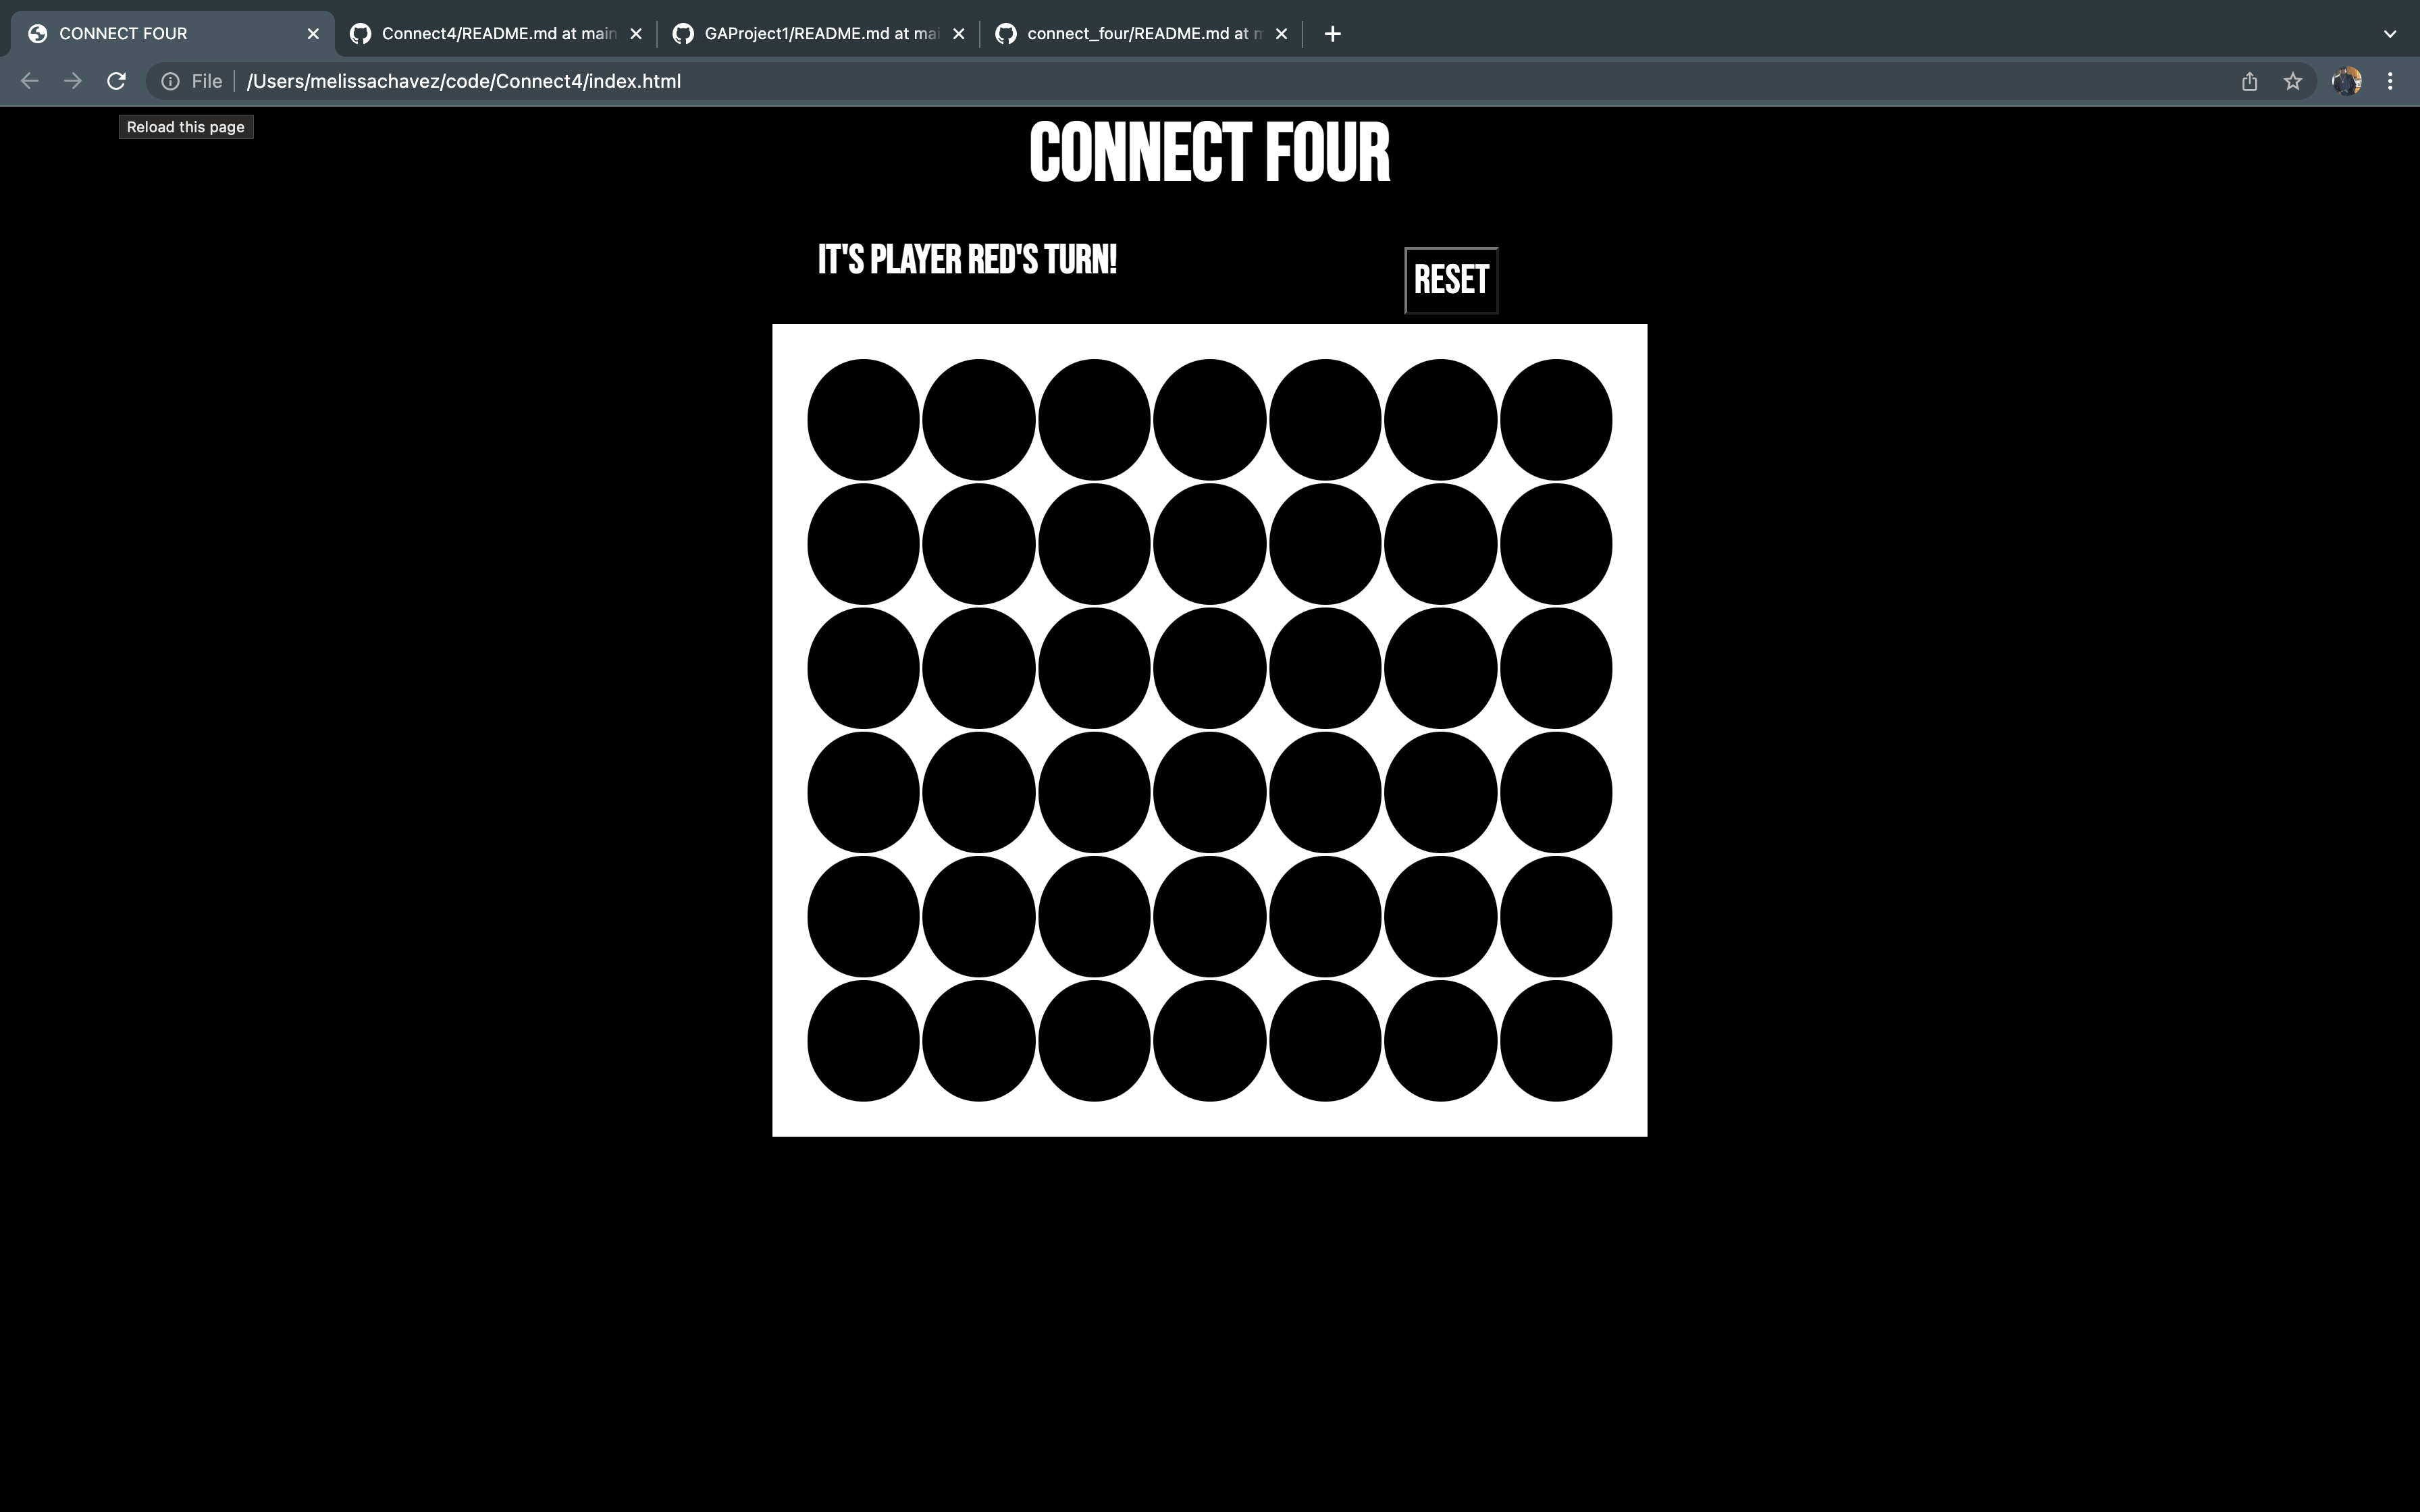 CONNECT FOUR
Connect4/README.md at main
GAProject1/README.md at mai
connect_four/README.md at m
File
/Users/melissachavez/code/Connect4/index.html
Reload this page
CONNECT FOUR
IT'S PLAYER RED'S TURN!
RESET